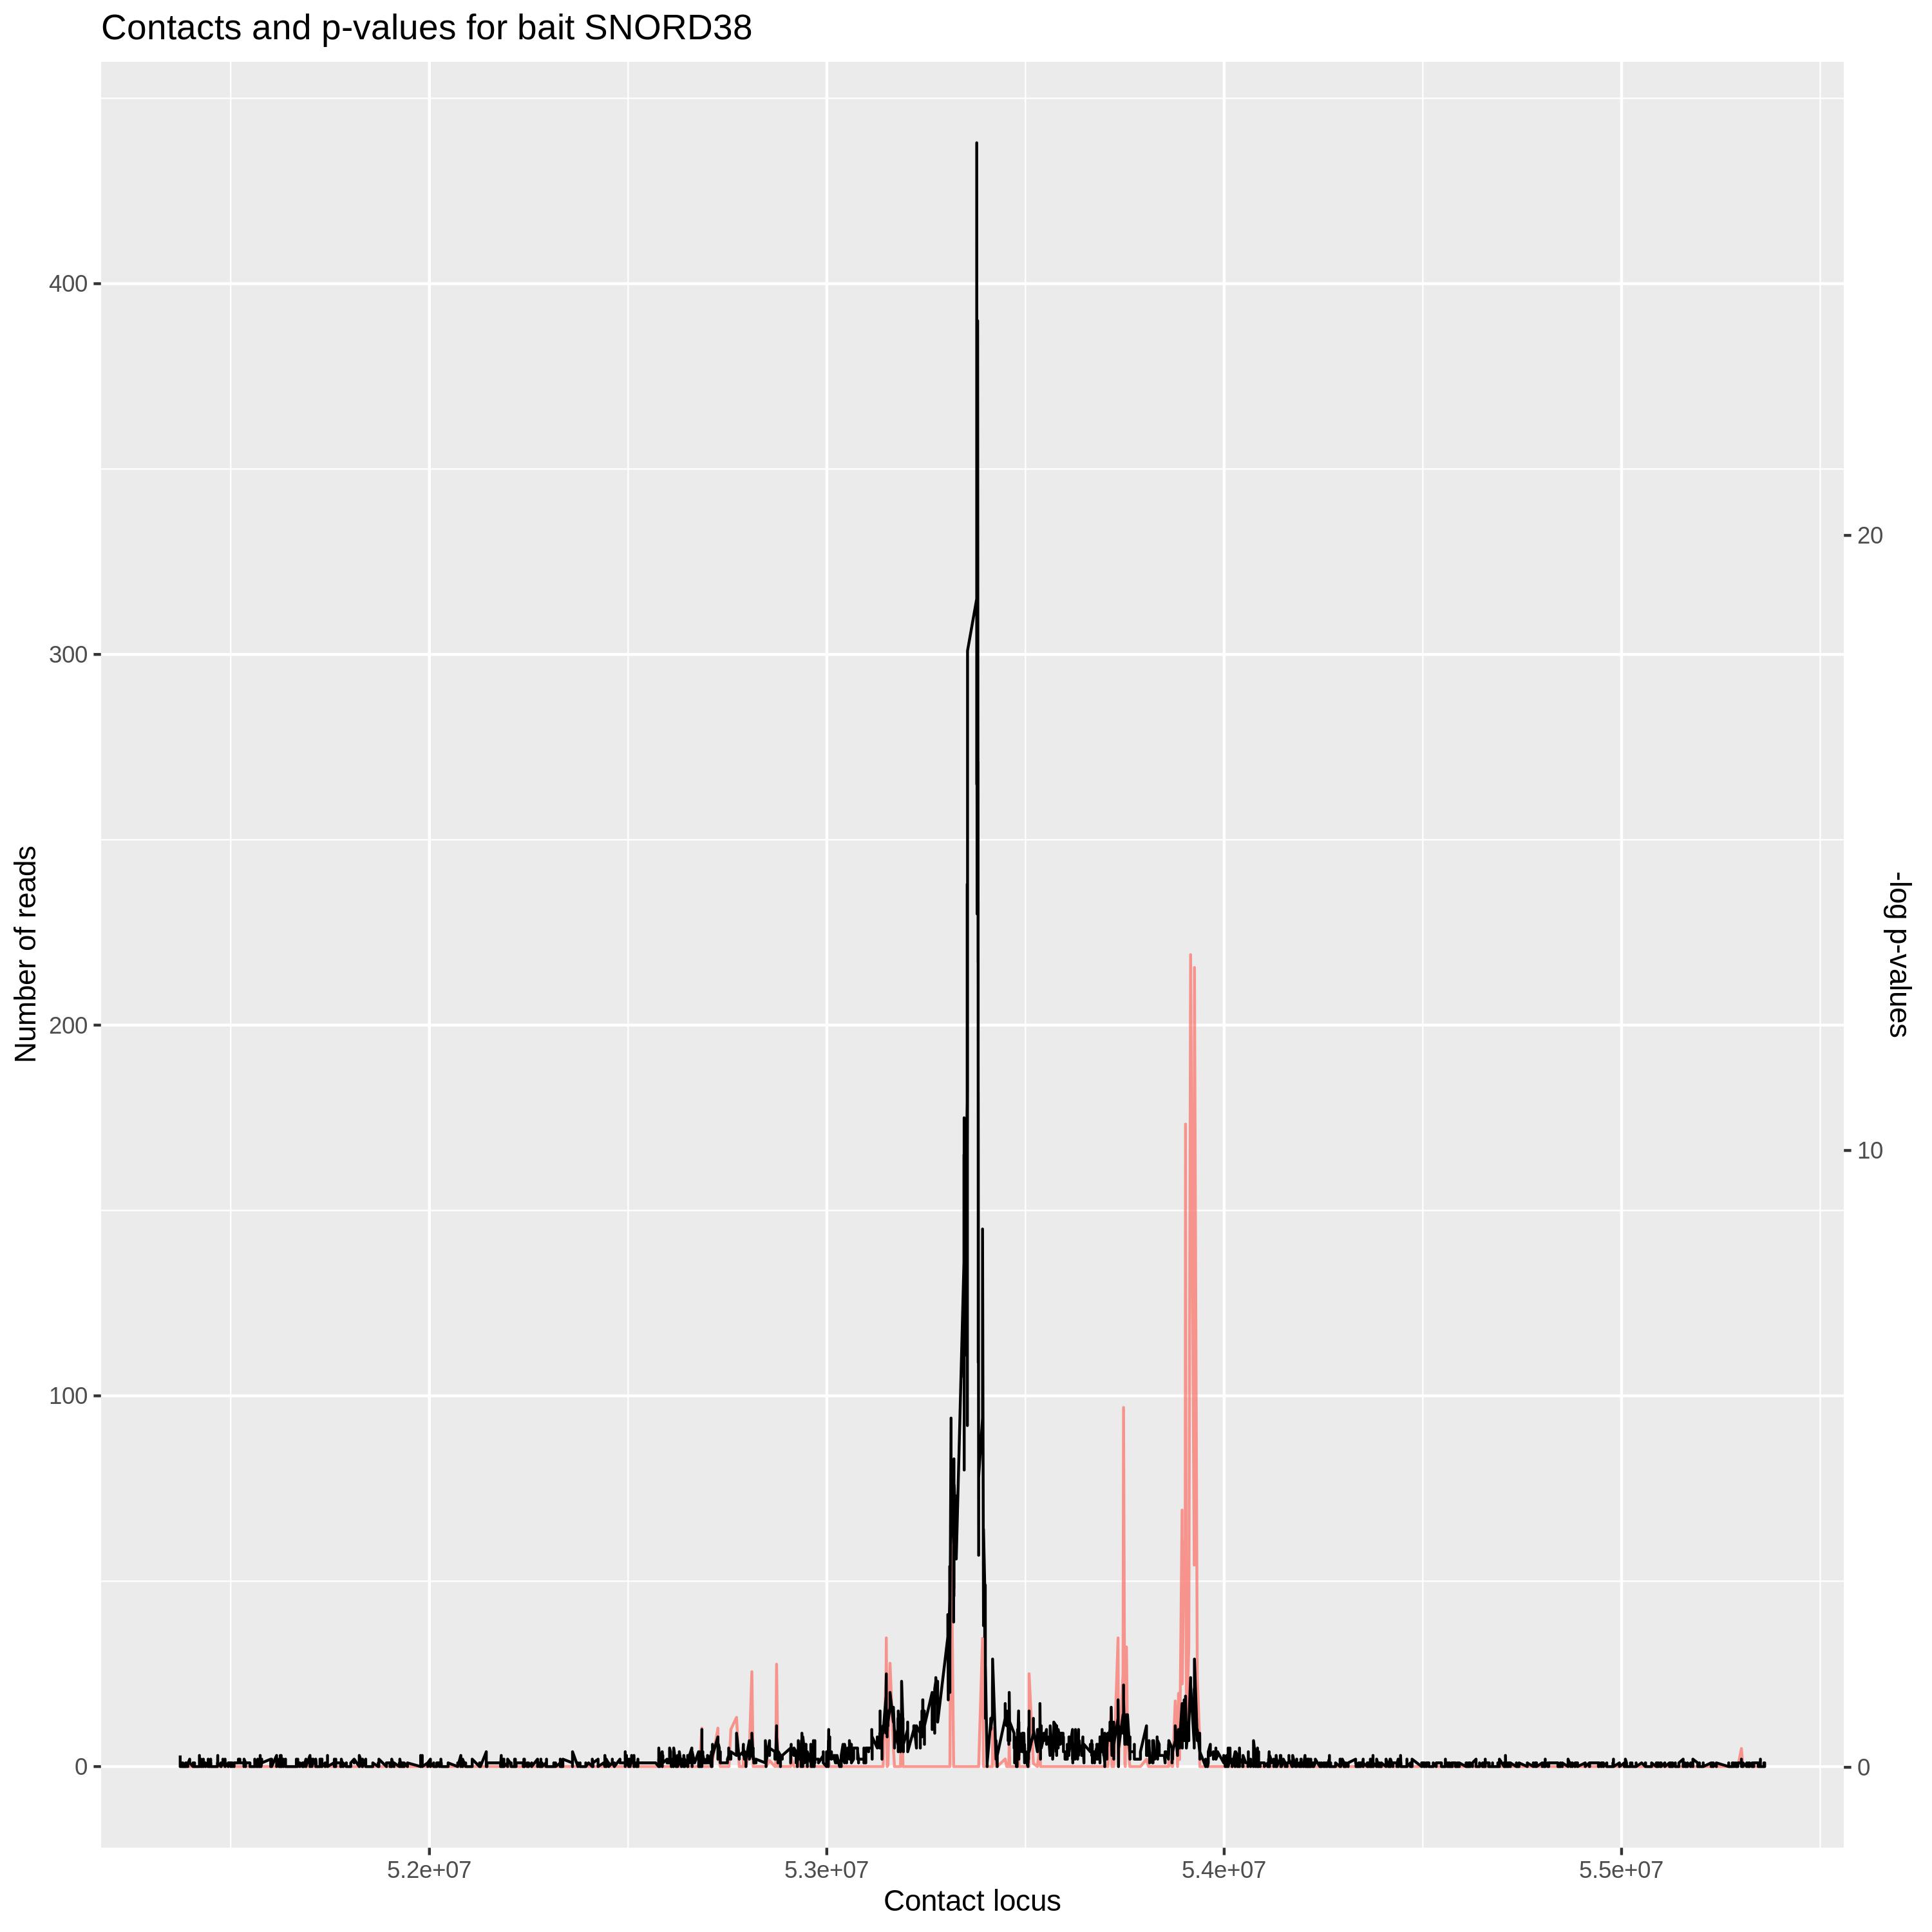 Contacts and p-values for bait SNORD38
Number of reads
400
300
200
100
0
20
10
0
-log p-values
5.2e+07
5.3e+07
5.4e+07
5.5e+07
Contact locus